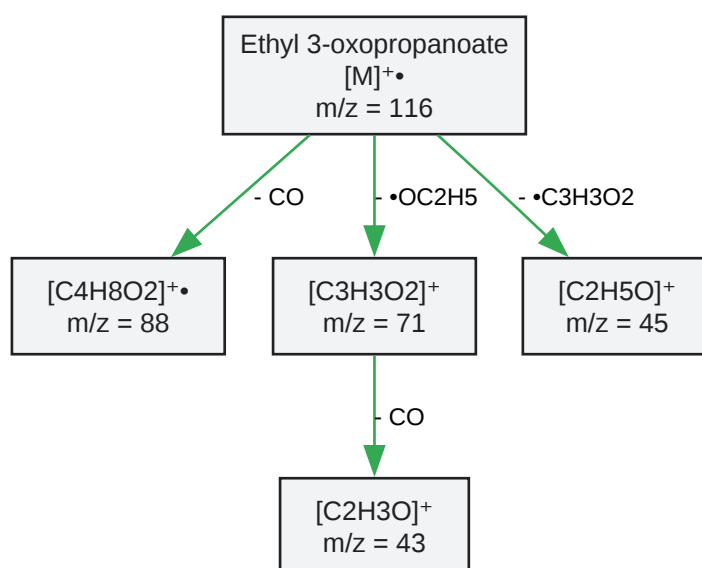 Ethyl 3-oxopropanoate
[M]⁺•
m/z = 116
- CO
- •OC2H5
- •C3H3O2
[C4H8O2]⁺•
m/z = 88
[C3H3O2]⁺
m/z = 71
[C2H5O]⁺
m/z = 45
- CO
[C2H3O]⁺
m/z = 43